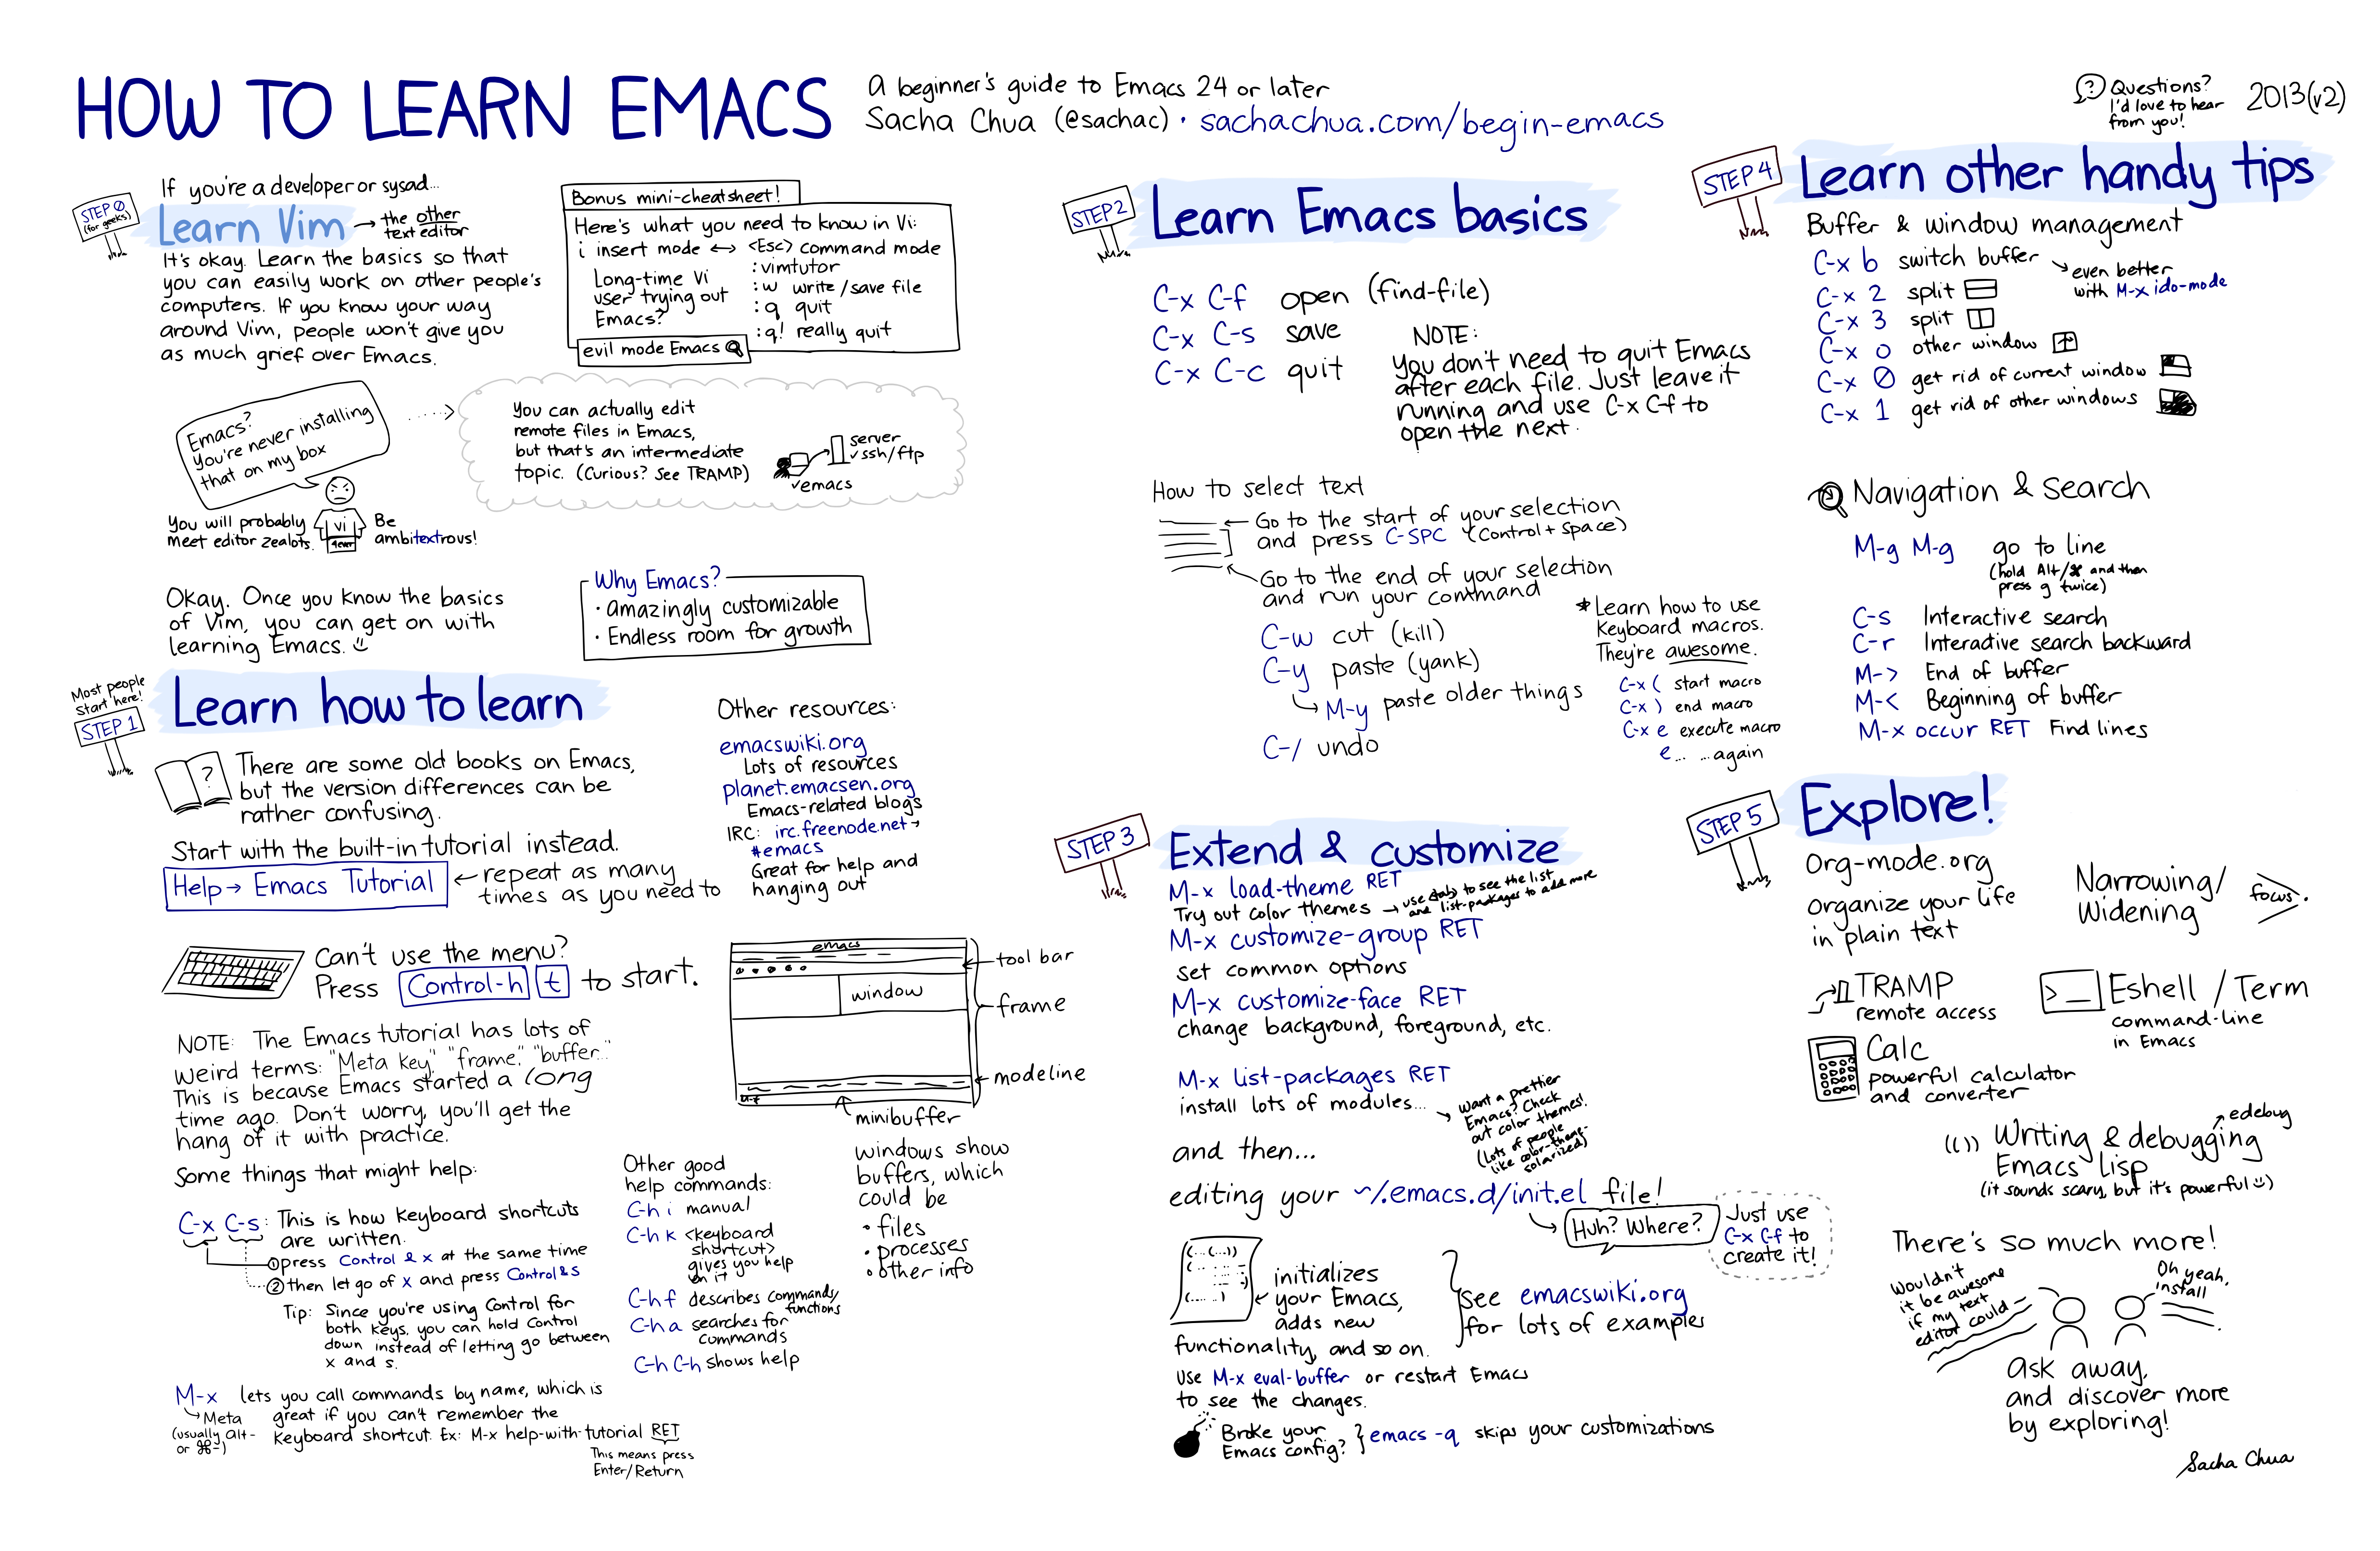 HOW TO LEARN EMACS
A beginner's guide to Emacs 24 or later
Sacha Chua (@sachac) · sachachua.com/begin-emacs
Questions?
I'd love to hear
from you!
2013(v2)
STEP 0
(for geeks)
If you're a developer or sysad...
Learn Vim
→ the other
text editor
It's okay. Learn the basics so that
you can easily work on other people's
computers. If you know your way
around Vim, people won't give you
as much grief over Emacs.
Bonus mini-cheatsheet!
Here's what you need to know in Vi:
i insert mode ↔ <Esc> command mode
:vimtutor
:w write/save file
:q quit
:q! really quit
Long-time Vi
user trying out
Emacs?
evil mode Emacs
Emacs?
You're never installing
that on my box
You will probably
meet editor zealots.
vi
4ever
Be
ambitextrous!
You can actually edit
remote files in Emacs,
but that's an intermediate
topic. (Curious? See TRAMP)
server
ssh/ftp
emacs
Okay. Once you know the basics
of Vim, you can get on with
learning Emacs.
Why Emacs?
· amazingly customizable
· Endless room for growth
Most people
start here!
STEP 1
Learn how to learn
?
There are some old books on Emacs,
but the version differences can be
rather confusing.
Start with the built-in tutorial instead.
Help → Emacs Tutorial
← repeat as many
times as you need to
Other resources:
emacswiki.org
Lots of resources
planet.emacsen.org
Emacs-related blogs
IRC: irc.freenode.net →
#emacs
Great for help and
hanging out
Can't use the menu?
Press Control-h t to start.
NOTE: The Emacs tutorial has lots of
weird terms: "Meta key," "frame," "buffer..."
This is because Emacs started a long
time ago. Don't worry, you'll get the
hang of it with practice.
emacs
window
M-x
tool bar
frame
modeline
minibuffer
windows show
buffers, which
could be
· files
· processes
· other info
Some things that might help:
C-x C-s: This is how keyboard shortcuts
are written.
① press Control & x at the same time
② then let go of x and press Control & s
Tip: Since you're using Control for
both keys, you can hold Control
down instead of letting go between
x and s.
M-x lets you call commands by name, which is
great if you can't remember the
keyboard shortcut. Ex: M-x help-with-tutorial RET
Meta
(usually alt-
or ⌘-)
This means press
Enter/Return
Other good
help commands:
C-h i manual
C-h k <keyboard
shortcut>
gives you help
on it
C-h f describes commands/
functions
C-h a searches for
commands
C-h C-h shows help
STEP 2
Learn Emacs basics
C-x C-f open (find-file)
C-x C-s save
C-x C-c quit
NOTE:
You don't need to quit Emacs
after each file. Just leave it
running and use C-x C-f to
open the next.
How to select text
← Go to the start of your selection
and press C-SPC (Control + Space)
Go to the end of your selection
and run your command
C-w cut (kill)
C-y paste (yank)
→ M-y paste older things
C-/ undo
* Learn how to use
Keyboard macros.
They're awesome.
C-x ( start macro
C-x ) end macro
C-x e execute macro
e... ...again
STEP 3
Extend & customize
M-x load-theme RET
Try out color themes → use <tab> to see the list
and list-packages to add more
M-x customize-group RET
set common options
M-x customize-face RET
change background, foreground, etc.
M-x list-packages RET
install lots of modules...
Want a prettier
Emacs? Check
out color themes!
(Lots of people
like color-theme-
solarized)
and then...
editing your ~/.emacs.d/init.el file!
Huh? Where?
Just use
C-x C-f to
create it!
initializes
your Emacs,
adds new
functionality, and so on.
see emacswiki.org
for lots of examples
use M-x eval-buffer or restart Emacs
to see the changes.
Broke your
Emacs config?
} emacs -q skips your customizations
STEP 4
Learn other handy tips
Buffer & window management
C-x b switch buffer
even better
with M-x ido-mode
C-x 2 split
C-x 3 split
C-x o other window
C-x 0 get rid of current window
C-x 1 get rid of other windows
Navigation & search
M-g M-g go to line
(hold Alt/⌘ and then
press g twice)
C-s Interactive search
C-r Interactive search backward
M-> End of buffer
M-< Beginning of buffer
M-x occur RET Find lines
STEP 5
Explore!
Org-mode.org
organize your life
in plain text
Narrowing/
Widening
focus.
TRAMP
remote access
>_
Eshell / Term
command-line
in Emacs
Calc
powerful calculator
and converter
edebug
(()) Writing & debugging
Emacs Lisp
(it sounds scary, but it's powerful)
There's so much more!
Wouldn't
it be awesome
if my text
editor could
Oh yeah,
install
ask away,
and discover more
by exploring!
Sacha Chua